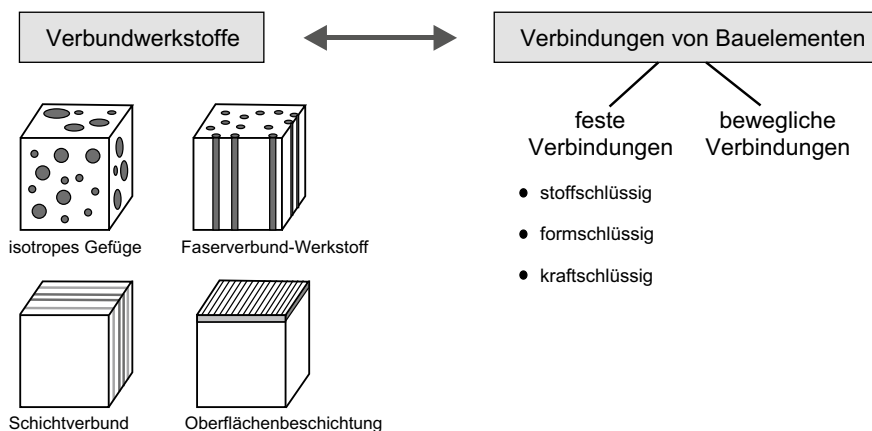 Verbundwerkstoffe
Verbindungen von Bauelementen
feste
Verbindungen
bewegliche
Verbindungen
• stoffschlüssig
• formschlüssig
• kraftschlüssig
isotropes Gefüge
Faserverbund-Werkstoff
Schichtverbund
Oberflächenbeschichtung